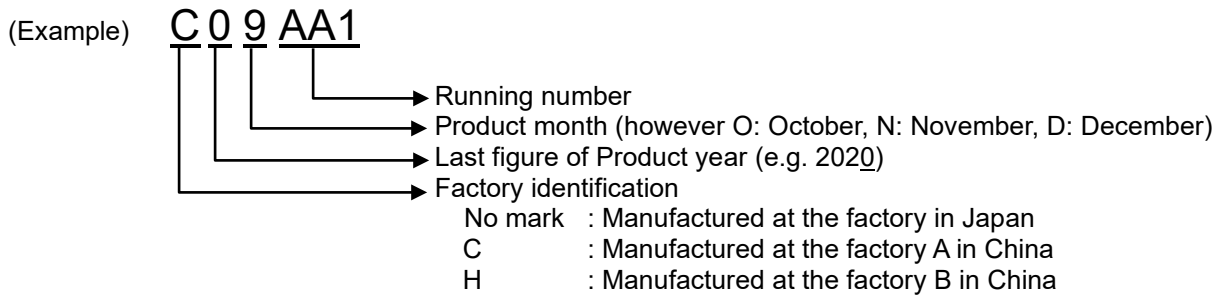 (Example) C 0 9 AA1
Running number
Product month (however O: October, N: November, D: December)
Last figure of Product year (e.g. 2020)
Factory identification
No mark : Manufactured at the factory in Japan
C : Manufactured at the factory A in China
H : Manufactured at the factory B in China